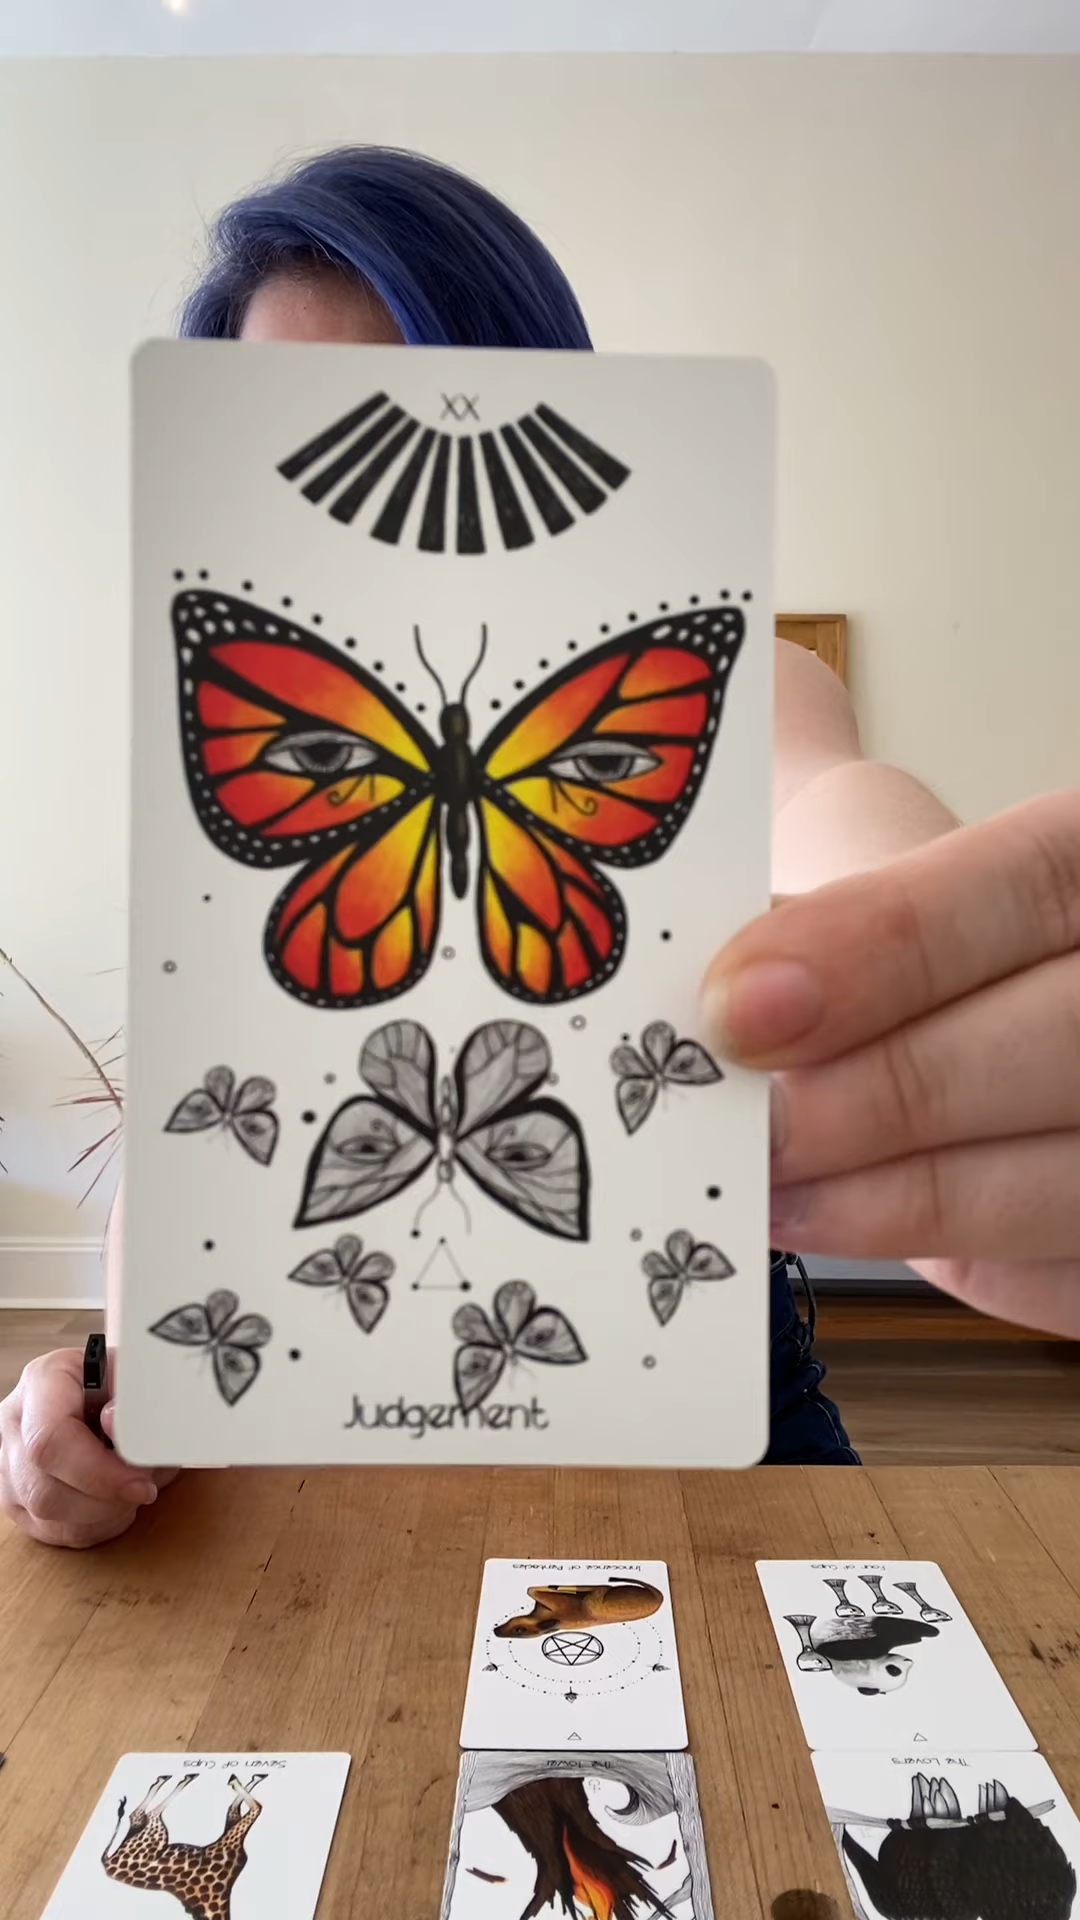 XX
Judgement
Innocence of Pentacles
Four of Cups
Seven of Cups
The Tower
The Lovers